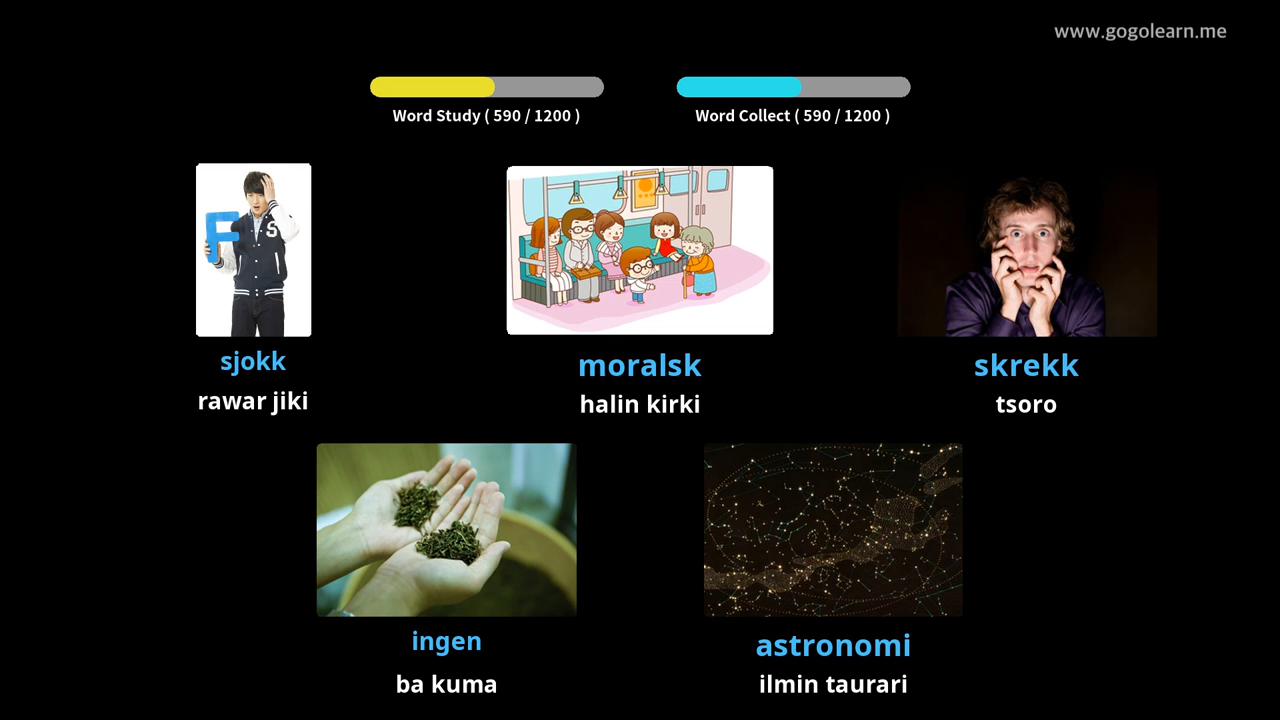 www.gogolearn.me
Word Study ( 590 / 1200 )
Word Collect ( 590 / 1200 )
F
S
sjokk
rawar jiki
moralsk
halin kirki
skrekk
tsoro
ingen
ba kuma
astronomi
ilmin taurari